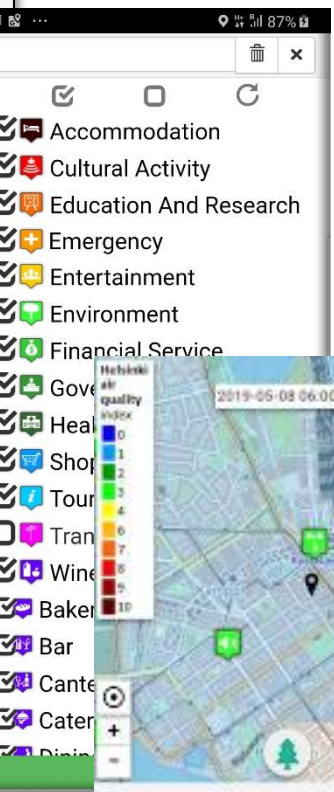 87%
Accommodation
Cultural Activity
Education And Research
Emergency
Entertainment
Environment
Financial Service
Gove
Heal
Shop
Tour
Tran
Wine
Baker
Bar
Cante
Cater
Dining
Helsinki
air
quality
index
0
1
2
3
4
6
7
8
9
10
2019-05-08 06:00
+
-